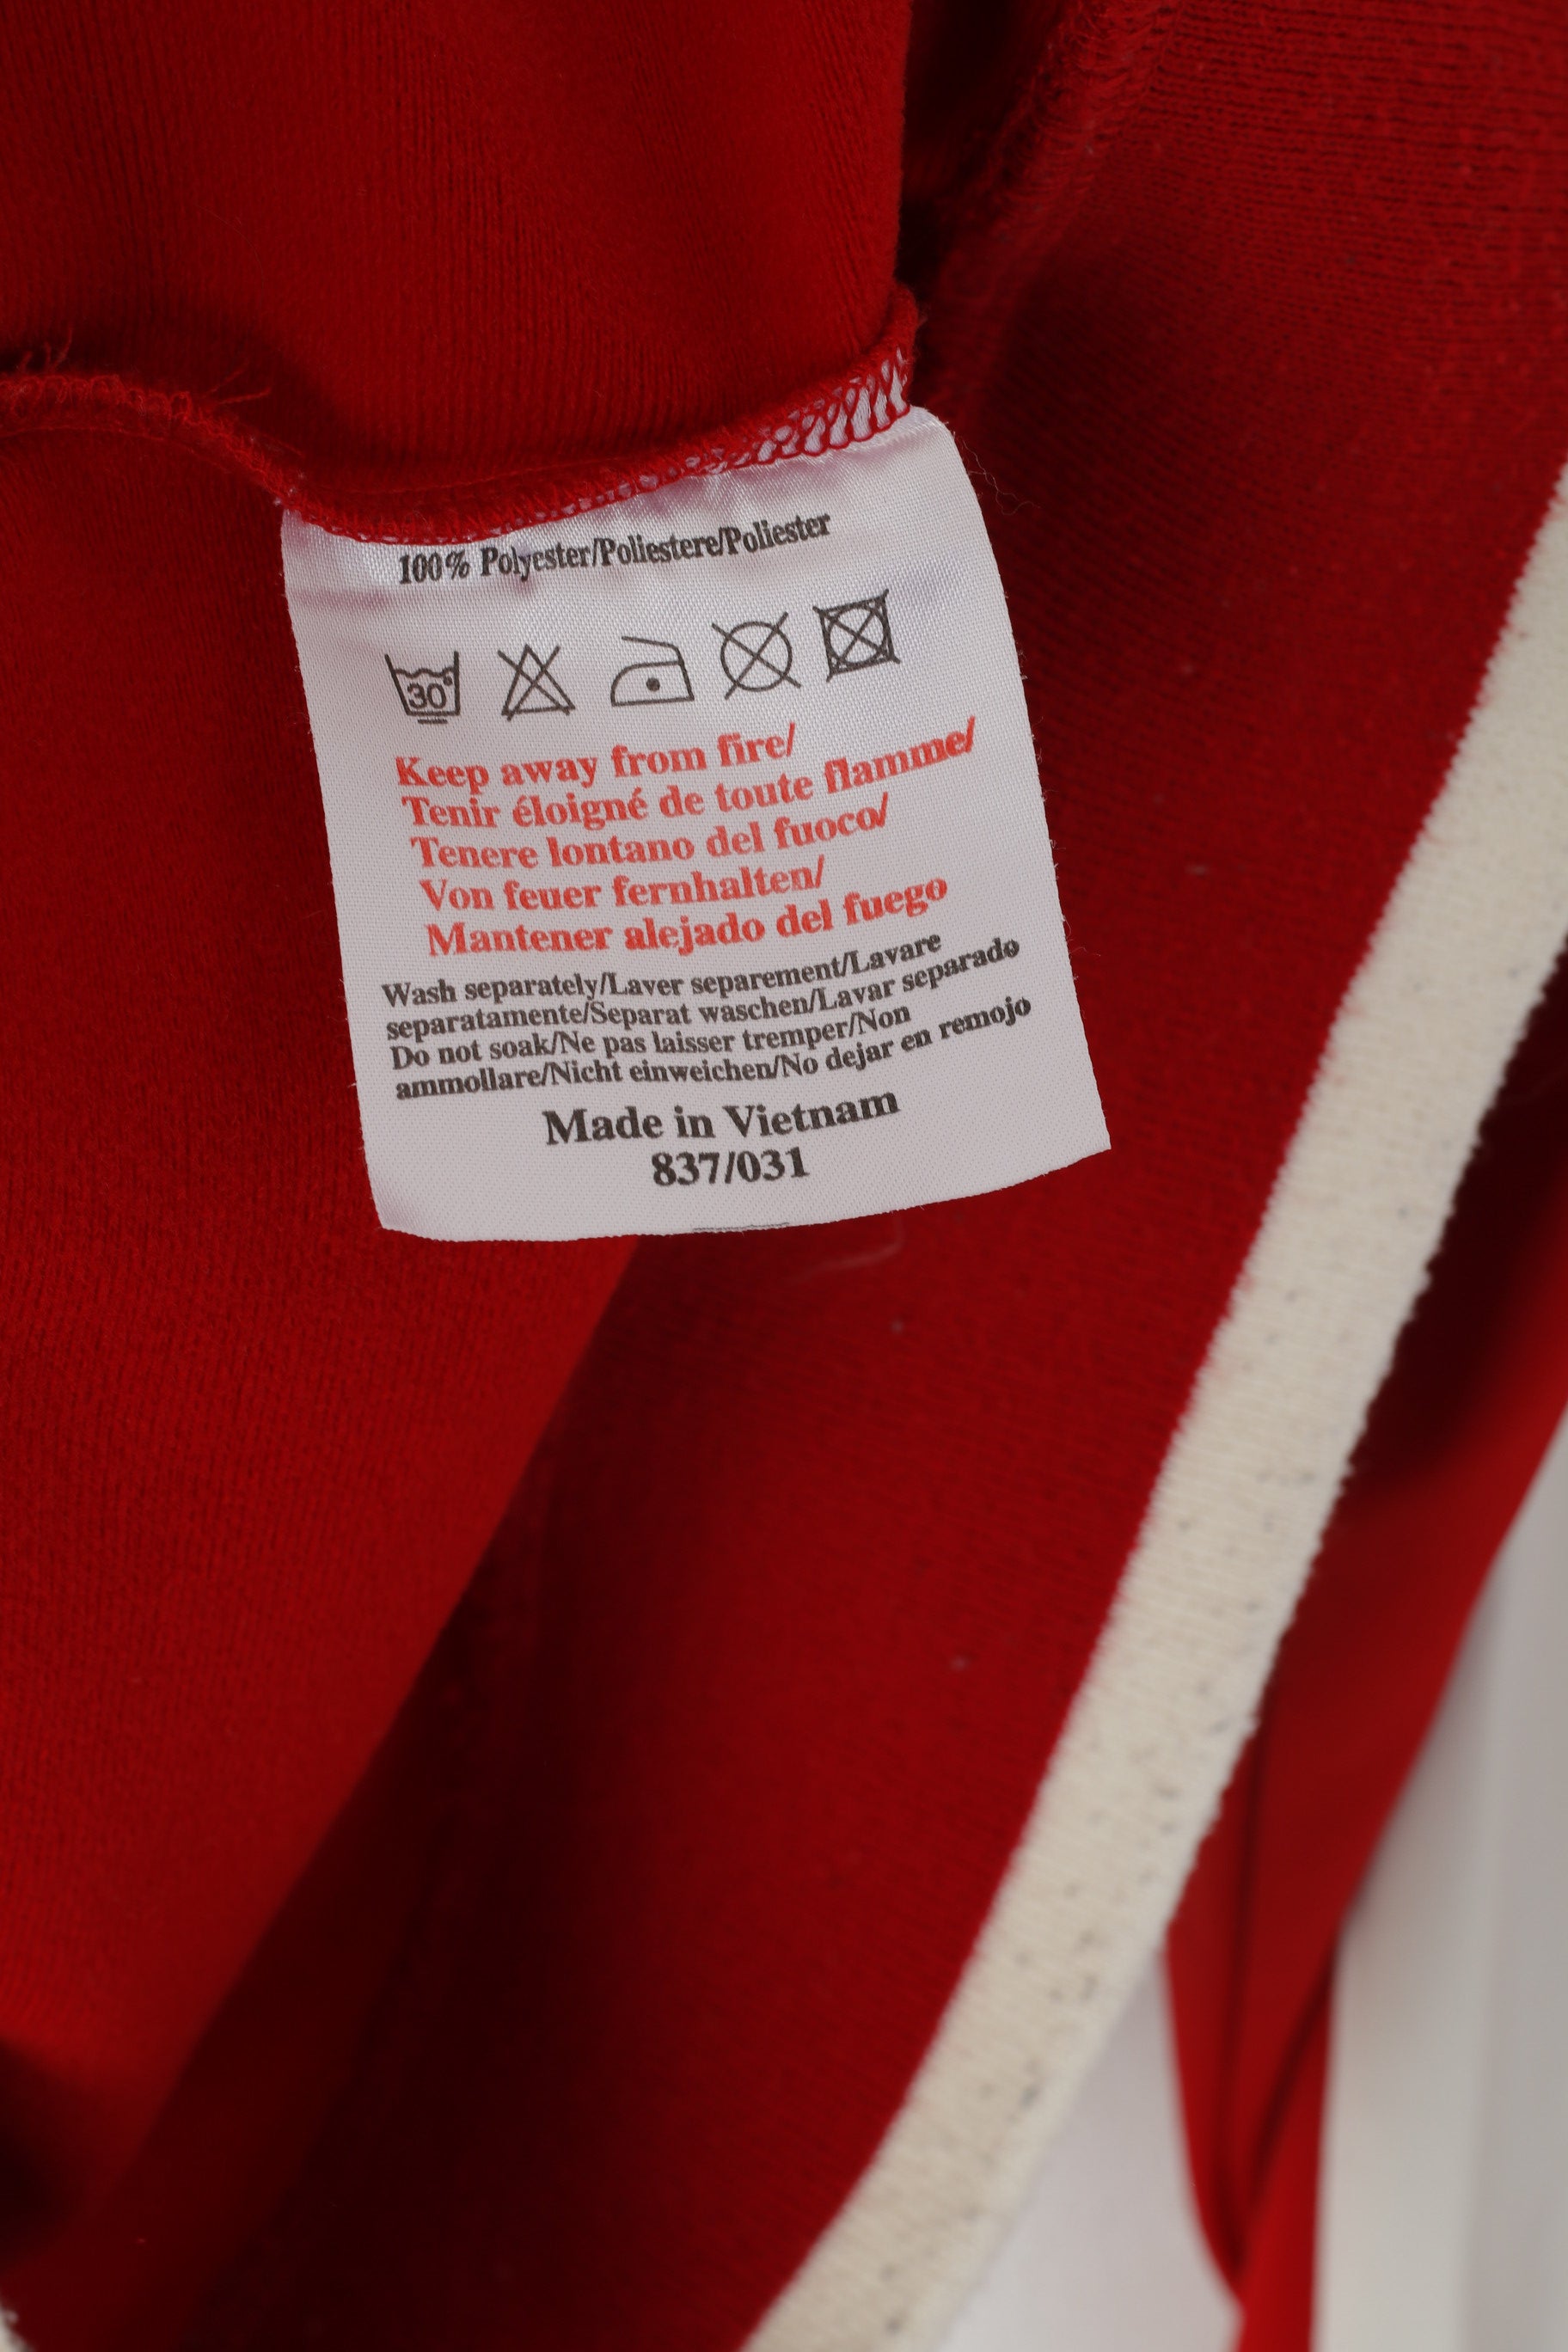 100% Polyester/Poliestere/Poliester
30°
Keep away from fire/
Tenir éloigné de toute flamme/
Tenere lontano del fuoco/
Von feuer fernhalten/
Mantener alejado del fuego
Wash separately/Laver separement/Lavare
separatamente/Separat waschen/Lavar separado
Do not soak/Ne pas laisser tremper/Non
ammollare/Nicht einweichen/No dejar en remojo
Made in Vietnam
837/031